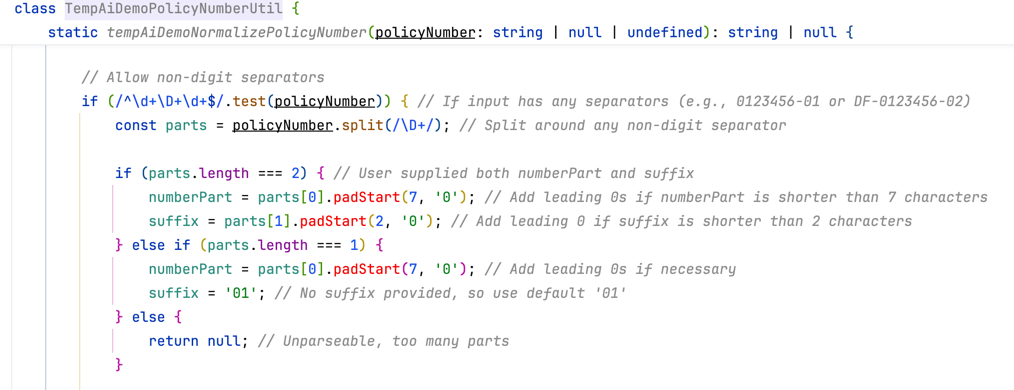 class TempAiDemoPolicyNumberUtil {
static tempAiDemoNormalizePolicyNumber(policyNumber: string | null | undefined): string | null {
// Allow non-digit separators
if (/^\d+\D+\d+$/.test(policyNumber)) { // If input has any separators (e.g., 0123456-01 or DF-0123456-02)
const parts = policyNumber.split(/\D+/); // Split around any non-digit separator
if (parts.length === 2) { // User supplied both numberPart and suffix
numberPart = parts[0].padStart(7, '0'); // Add leading 0s if numberPart is shorter than 7 characters
suffix = parts[1].padStart(2, '0'); // Add leading 0 if suffix is shorter than 2 characters
} else if (parts.length === 1) {
numberPart = parts[0].padStart(7, '0'); // Add leading 0s if necessary
suffix = '01'; // No suffix provided, so use default '01'
} else {
return null; // Unparseable, too many parts
}